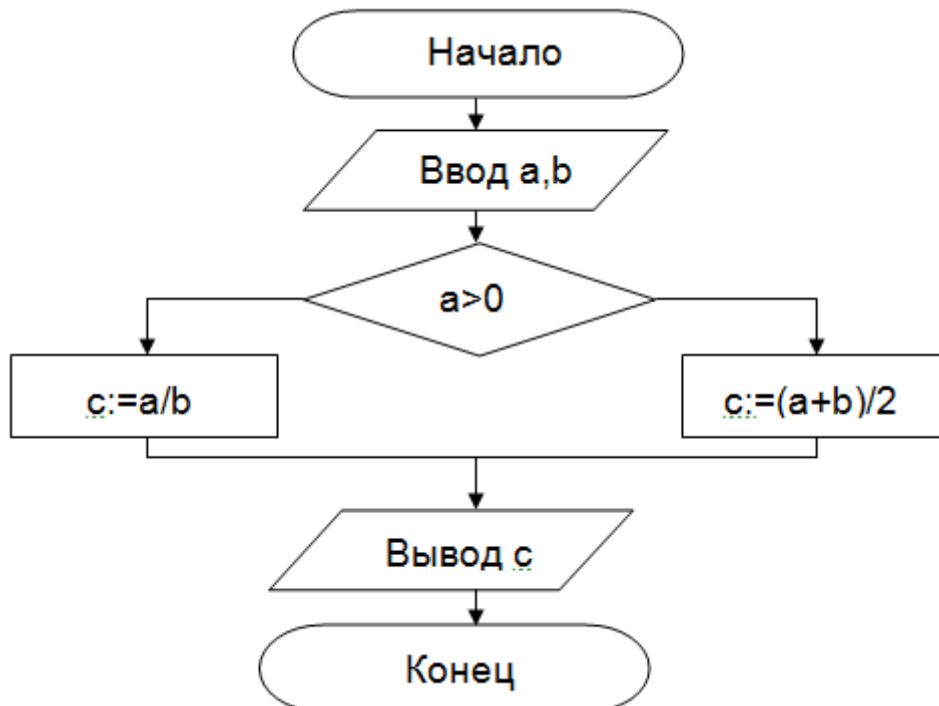 Начало
Ввод a,b
a>0
c:=a/b
c:=(a+b)/2
Вывод c
Конец